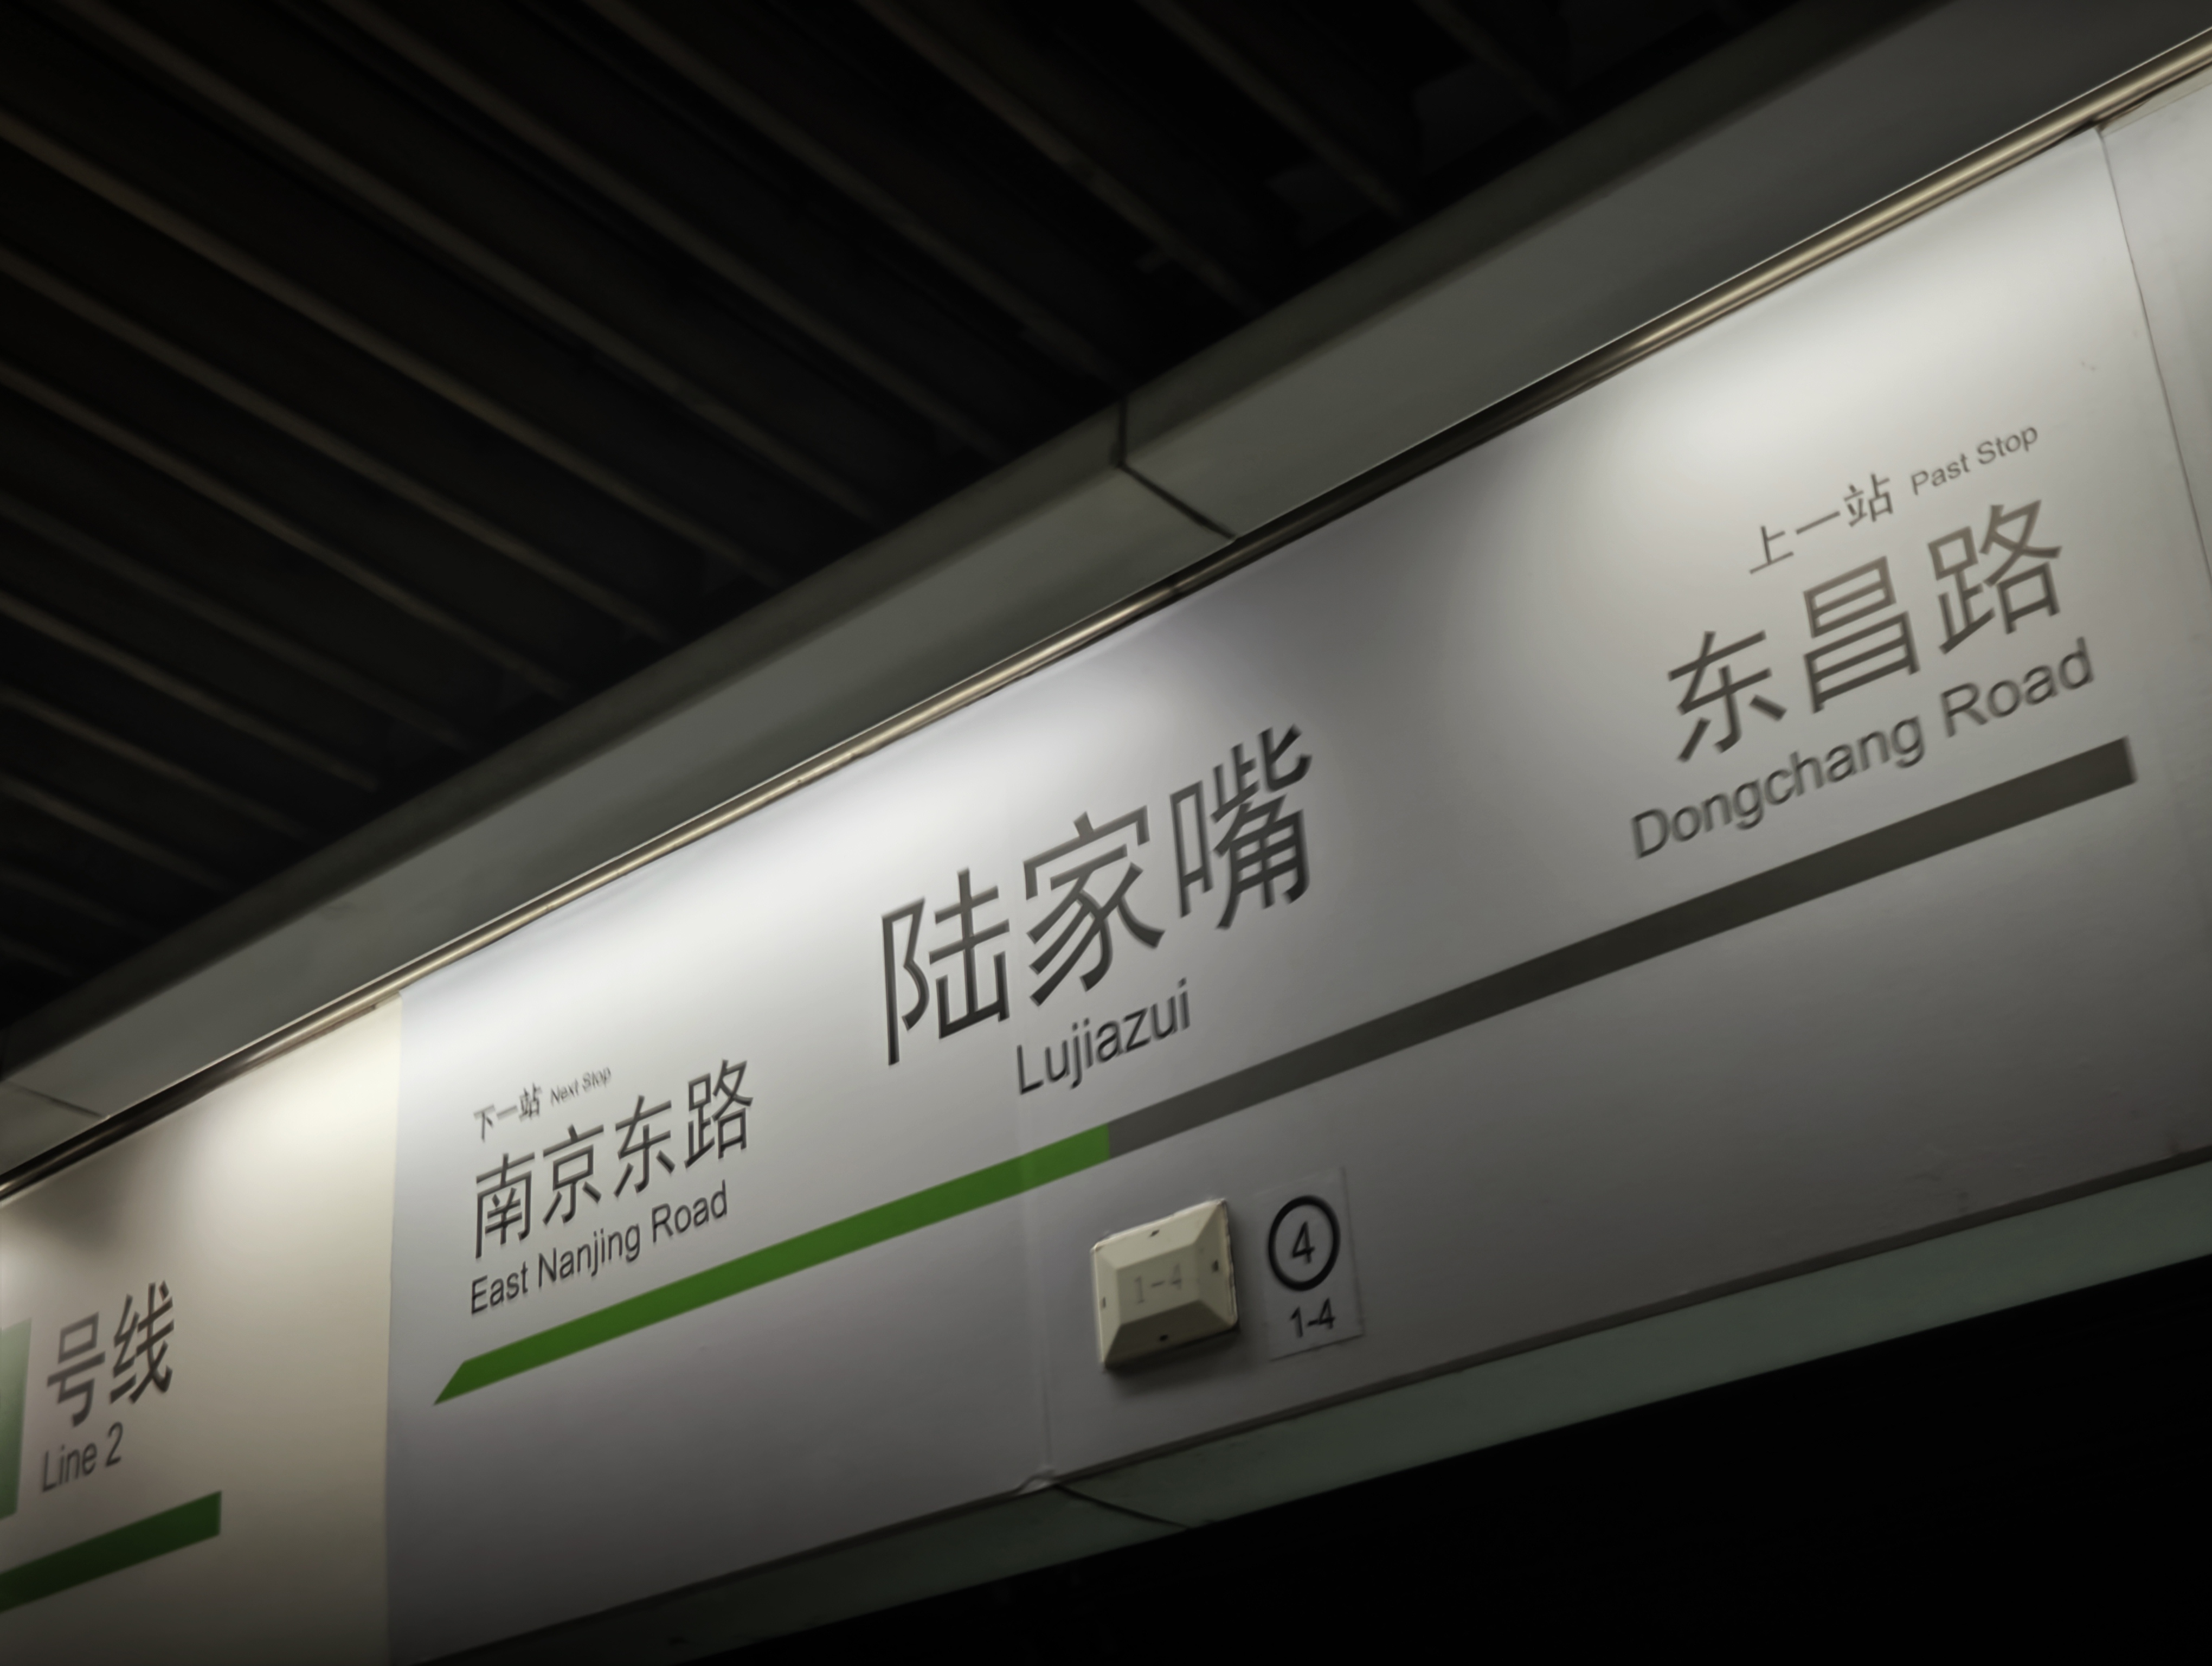 号线
Line 2
下一站 Next Stop
南京东路
East Nanjing Road
陆家嘴
Lujiazui
上一站 Past Stop
东昌路
Dongchang Road
1-4
4
1-4